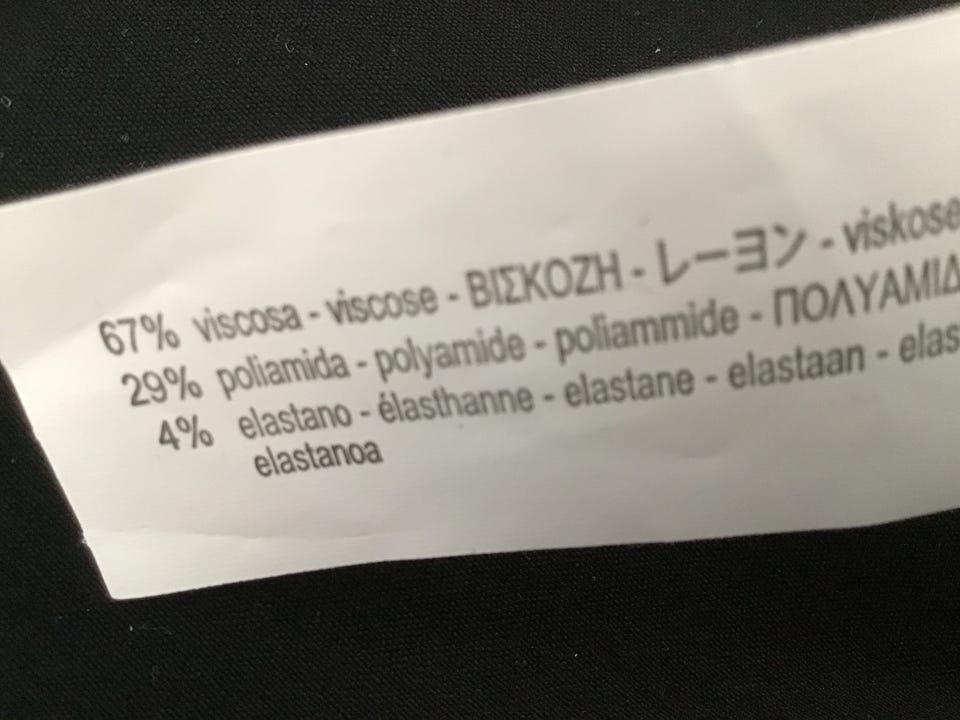 67% viscosa - viscose - ΒΙΣΚΟΖΗ - レーヨン - viskose
29% poliamida - polyamide - poliammide - ΠΟΛΥΑΜΙΔ
4% elastano - élasthanne - elastane - elastaan - elas
elastanoa